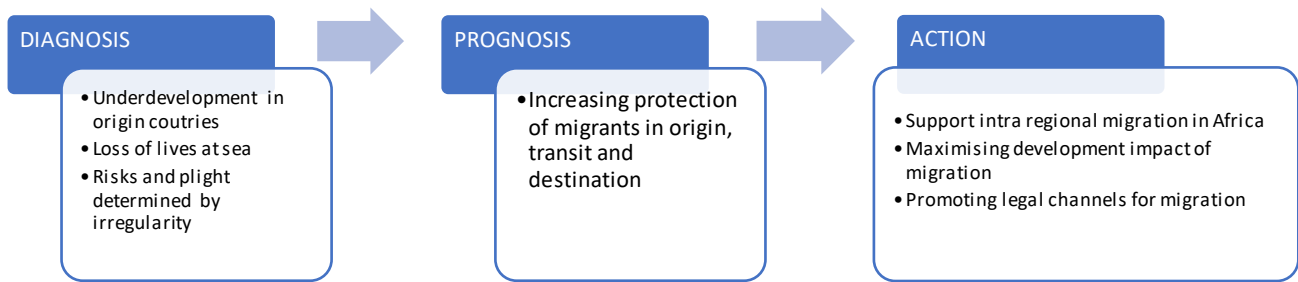 DIAGNOSIS
•Underdevelopment in
origin coutries
•Loss of lives at sea
•Risks and plight
determined by
irregularity
PROGNOSIS
•Increasing protection
of migrants in origin,
transit and
destination
ACTION
•Support intra regional migration in Africa
•Maximising development impact of
migration
•Promoting legal channels for migration